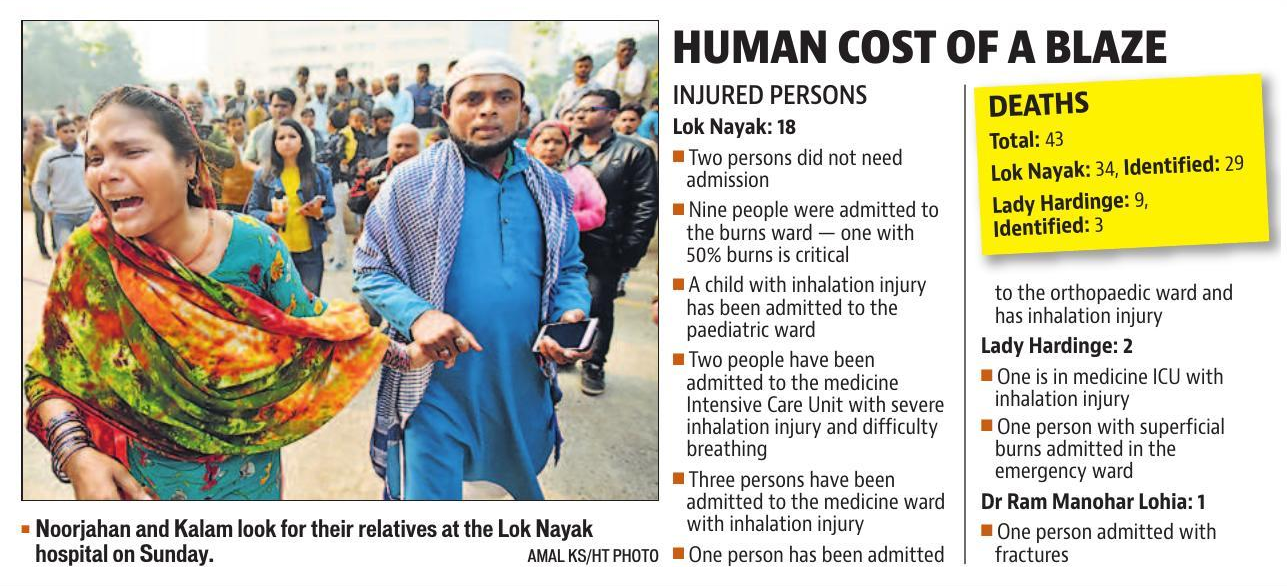 HUMAN COST OF A BLAZE
INJURED PERSONS
Lok Nayak: 18
■ Two persons did not need
admission
■ Nine people were admitted to
the burns ward — one with
50% burns is critical
■ A child with inhalation injury
has been admitted to the
paediatric ward
■ Two people have been
admitted to the medicine
Intensive Care Unit with severe
inhalation injury and difficulty
breathing
■ Three persons have been
admitted to the medicine ward
with inhalation injury
■ One person has been admitted
to the orthopaedic ward and
has inhalation injury
Lady Hardinge: 2
■ One is in medicine ICU with
inhalation injury
■ One person with superficial
burns admitted in the
emergency ward
Dr Ram Manohar Lohia: 1
■ One person admitted with
fractures
DEATHS
Total: 43
Lok Nayak: 34, Identified: 29
Lady Hardinge: 9,
Identified: 3
■ Noorjahan and Kalam look for their relatives at the Lok Nayak
hospital on Sunday.
AMAL KS/HT PHOTO